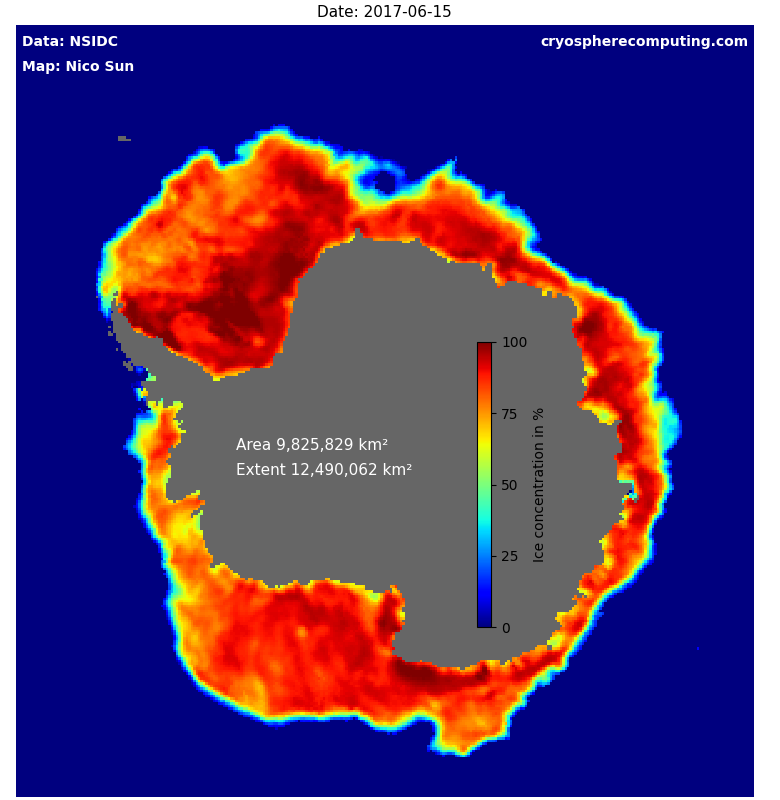 Date: 2017-06-15
Data: NSIDC
cryospherecomputing.com
Map: Nico Sun
Area 9,825,829 km²
Extent 12,490,062 km²
100
75
50
25
0
Ice concentration in %